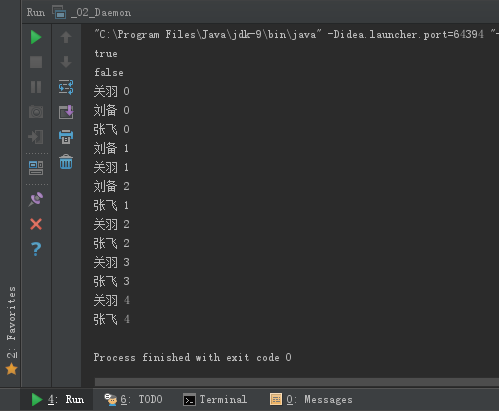 Run _02_Daemon
"C:\Program Files\Java\jdk-9\bin\java" -Didea.launcher.port=64394 "-
true
false
关羽 0
刘备 0
张飞 0
刘备 1
关羽 1
刘备 2
张飞 1
关羽 2
张飞 2
关羽 3
张飞 3
关羽 4
张飞 4
Process finished with exit code 0
2: Favorites
4: Run 6: TODO Terminal 0: Messages